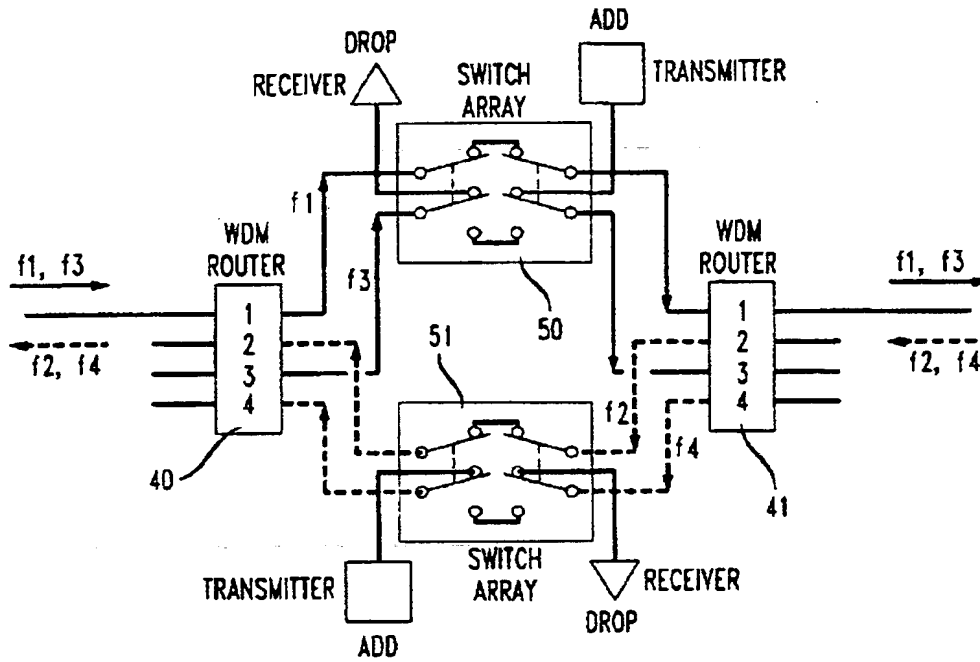 ADD
DROP
RECEIVER
TRANSMITTER
SWITCH
ARRAY
f1
WDM
ROUTER
WDM
ROUTER
f1, f3
f3
f1, f3
50
1
2
3
4
1
2
3
4
51
f2, f4
f2, f4
f2
f4
40
41
TRANSMITTER
SWITCH
ARRAY
RECEIVER
DROP
ADD